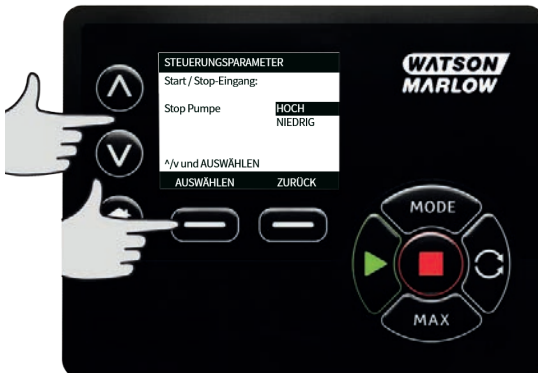 STEUERUNGSPARAMETER
Start / Stop-Eingang:
Stop Pumpe HOCH
NIEDRIG
^/v und AUSWÄHLEN
AUSWÄHLEN ZURÜCK
WATSON
MARLOW
MODE
MAX